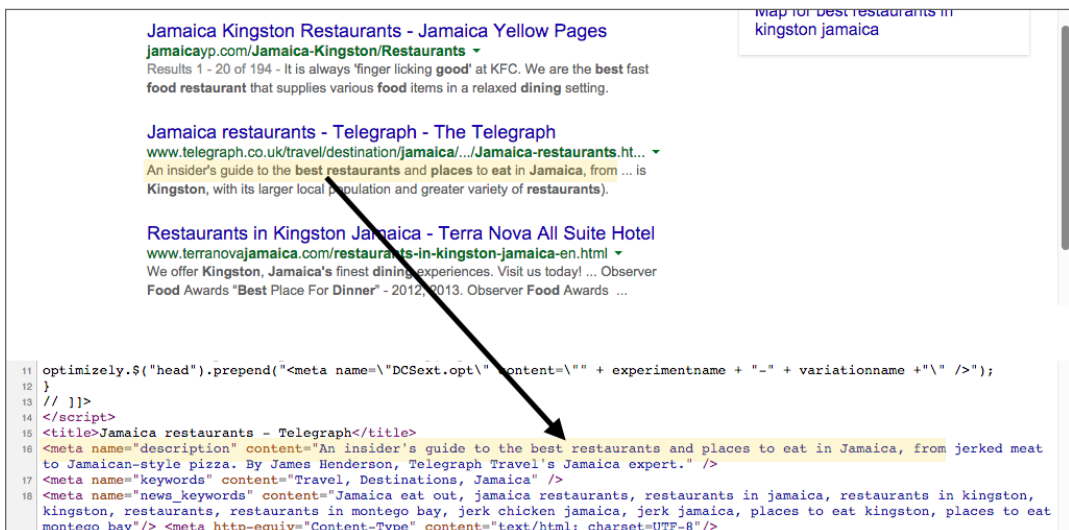 Jamaica Kingston Restaurants - Jamaica Yellow Pages
jamaicayp.com/Jamaica-Kingston/Restaurants
Results 1 - 20 of 194 - It is always 'finger licking good' at KFC. We are the best fast
food restaurant that supplies various food items in a relaxed dining setting.
Map for best restaurants in
kingston jamaica
Jamaica restaurants - Telegraph - The Telegraph
www.telegraph.co.uk/travel/destination/jamaica/.../Jamaica-restaurants.ht...
An insider's guide to the best restaurants and places to eat in Jamaica, from ... is
Kingston, with its larger local population and greater variety of restaurants).
Restaurants in Kingston Jamaica - Terra Nova All Suite Hotel
www.terranovajamaica.com/restaurants-in-kingston-jamaica-en.html
We offer Kingston, Jamaica's finest dining experiences. Visit us today! ... Observer
Food Awards "Best Place For Dinner" - 2012, 2013. Observer Food Awards ...
11 optimizely.$("head").prepend("<meta name=\"DCSext.opt\" content=\"" + experimentname + "-" + variationname +"\" />");
12 }
13 // ]]>
14 </script>
15 <title>Jamaica restaurants - Telegraph</title>
16 <meta name="description" content="An insider's guide to the best restaurants and places to eat in Jamaica, from jerked meat
to Jamaican-style pizza. By James Henderson, Telegraph Travel's Jamaica expert." />
17 <meta name="keywords" content="Travel, Destinations, Jamaica" />
18 <meta name="news_keywords" content="Jamaica eat out, jamaica restaurants, restaurants in jamaica, restaurants in kingston,
kingston, restaurants, restaurants in montego bay, jerk chicken jamaica, jerk jamaica, places to eat kingston, places to eat
montego bay"/> <meta http-equiv="Content-Type" content="text/html; charset=UTF-8"/>